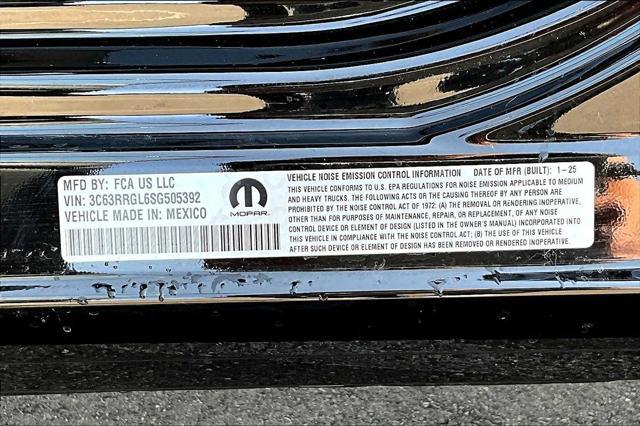 MFD BY: FCA US LLC
VIN: 3C63RRGL6SG505392
VEHICLE MADE IN: MEXICO
MOPAR
VEHICLE NOISE EMISSION CONTROL INFORMATION DATE OF MFR (BUILT): 1-25
THIS VEHICLE CONFORMS TO U.S. EPA REGULATIONS FOR NOISE EMISSION APPLICABLE TO MEDIUM
AND HEAVY TRUCKS. THE FOLLOWING ACTS OR THE CAUSING THEREOF BY ANY PERSON ARE
PROHIBITED BY THE NOISE CONTROL ACT OF 1972: (A) THE REMOVAL OR RENDERING INOPERATIVE,
OTHER THAN FOR PURPOSES OF MAINTENANCE, REPAIR, OR REPLACEMENT, OF ANY NOISE
CONTROL DEVICE OR ELEMENT OF DESIGN (LISTED IN THE OWNER'S MANUAL) INCORPORATED INTO
THIS VEHICLE IN COMPLIANCE WITH THE NOISE CONTROL ACT; (B) THE USE OF THIS VEHICLE
AFTER SUCH DEVICE OR ELEMENT OF DESIGN HAS BEEN REMOVED OR RENDERED INOPERATIVE.